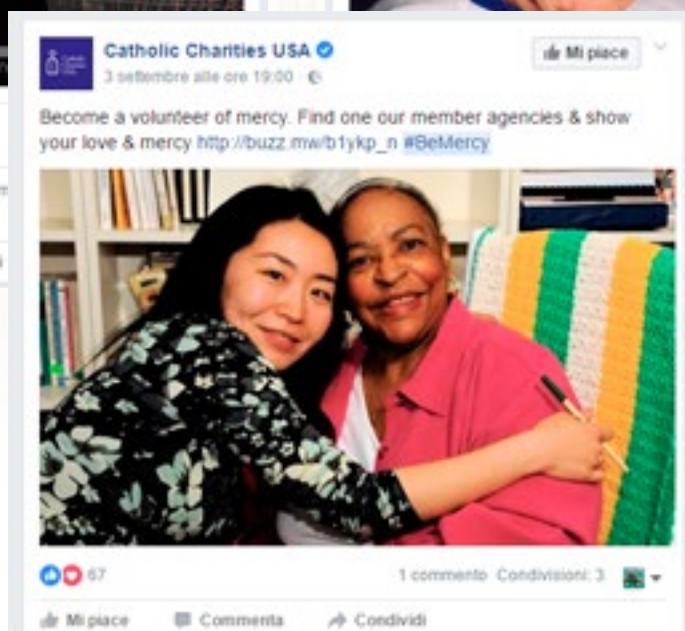 Catholic Charities USA
Mi piace
3 settembre alle ore 19:00
Become a volunteer of mercy. Find one our member agencies & show
your love & mercy http://buzz.mw/b1ykp_n #BeMercy
67
1 commento Condivisioni: 3
Mi piace Commenta Condividi